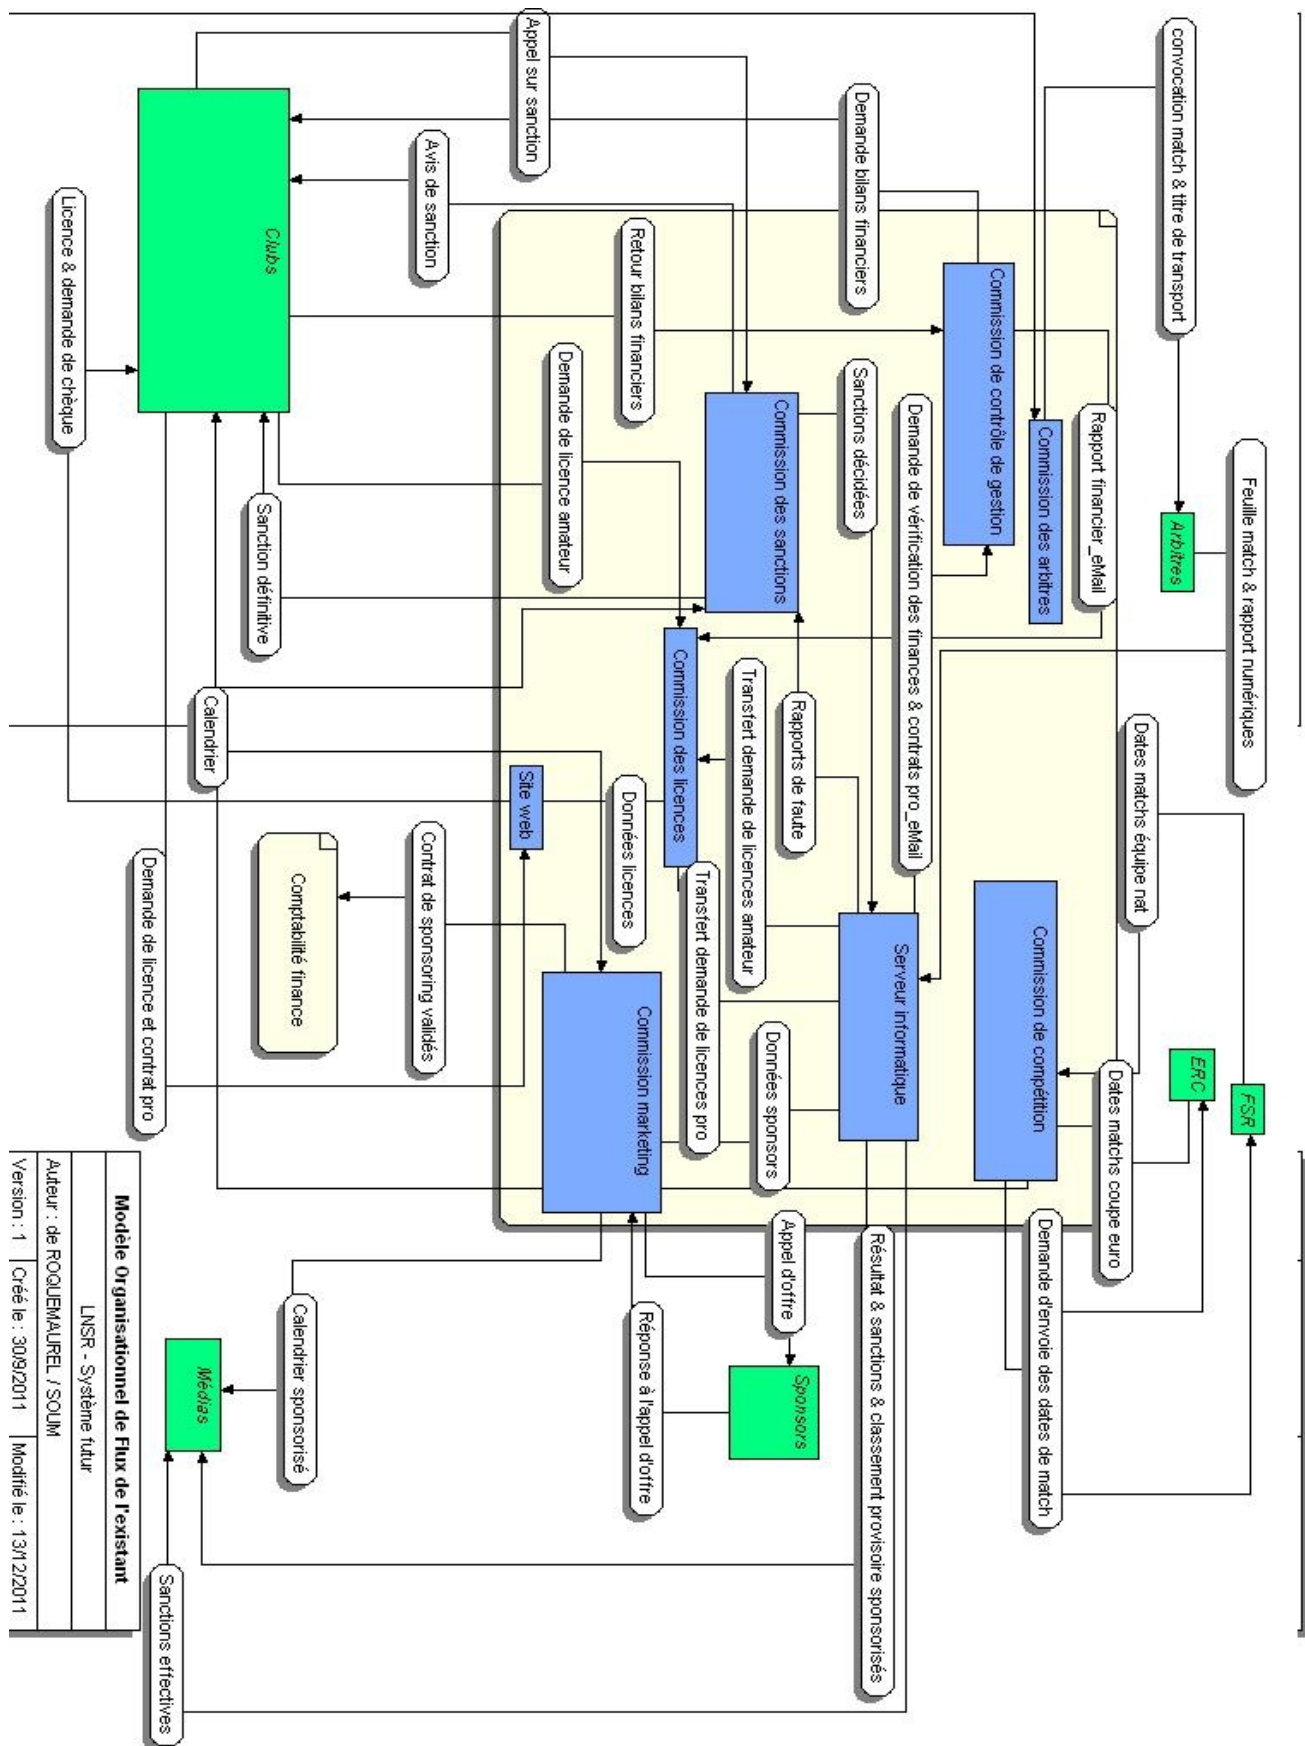 convocation match & titre de transport
Feuille match & rapport numériques
Arbitres
Dates matchs équipe nat
FSR
ERC
Dates matchs coupe euro
Demande d'envoie des dates de match
Rapport financier_eMail
Commission des arbitres
Commission de contrôle de gestion
Commission de compétition
Demande de vérification des finances & contrats pro_eMail
Serveur informatique
Résultat & sanctions & classement provisoire sponsorisés
Demande bilans financiers
Sanctions décidées
Rapports de faute
Données sponsors
Appel d'offre
Sponsors
Commission des sanctions
Transfert demande de licences amateur
Transfert demande de licences pro
Commission des licences
Retour bilans financiers
Données licences
Commission marketing
Réponse à l'appel d'offre
Appel sur sanction
Demande de licence amateur
Site web
Avis de sanction
Contrat de sponsoring validés
Comptabilité finance
Calendrier sponsorisé
Clubs
Sanction définitive
Calendrier
Médias
Demande de licence et contrat pro
Sanctions effectives
Licence & demande de chèque
Modèle Organisationnel de Flux de l'existant
LNSR - Système futur
Auteur : de ROQUEMAUREL / SOUM
Version : 1 Créé le : 30/9/2011 Modifié le : 13/12/2011